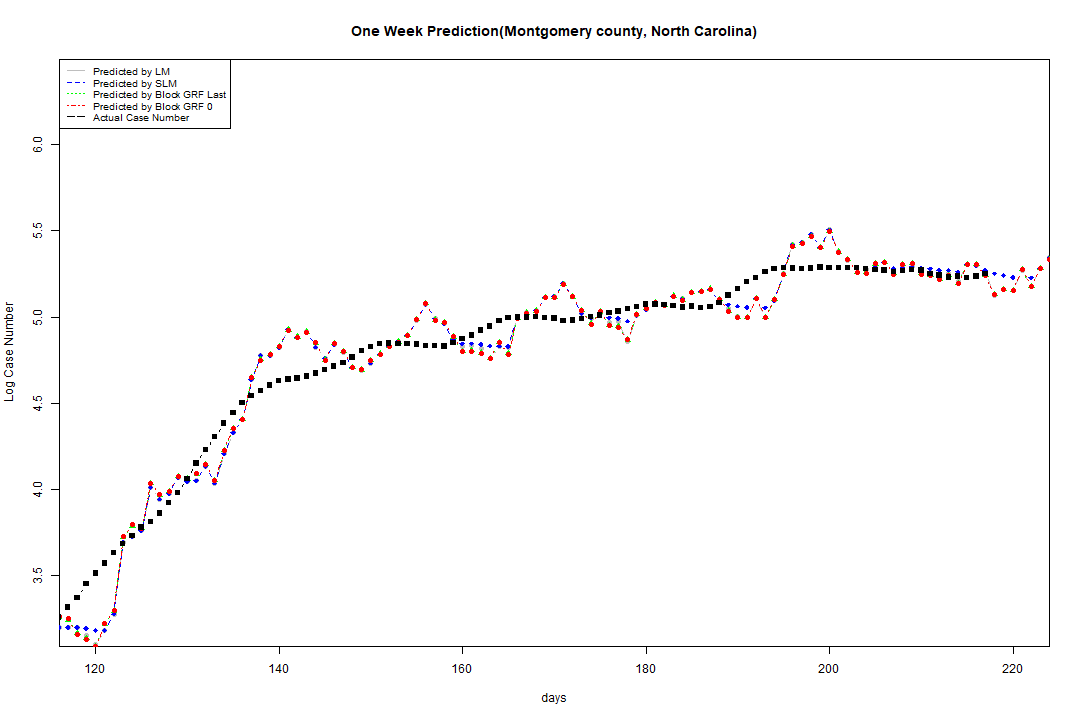 One Week Prediction(Montgomery county, North Carolina)
Predicted by LM
Predicted by SLM
Predicted by Block GRF Last
Predicted by Block GRF 0
Actual Case Number
6.0
5.5
5.0
4.5
4.0
3.5
Log Case Number
120 140 160 180 200 220
days